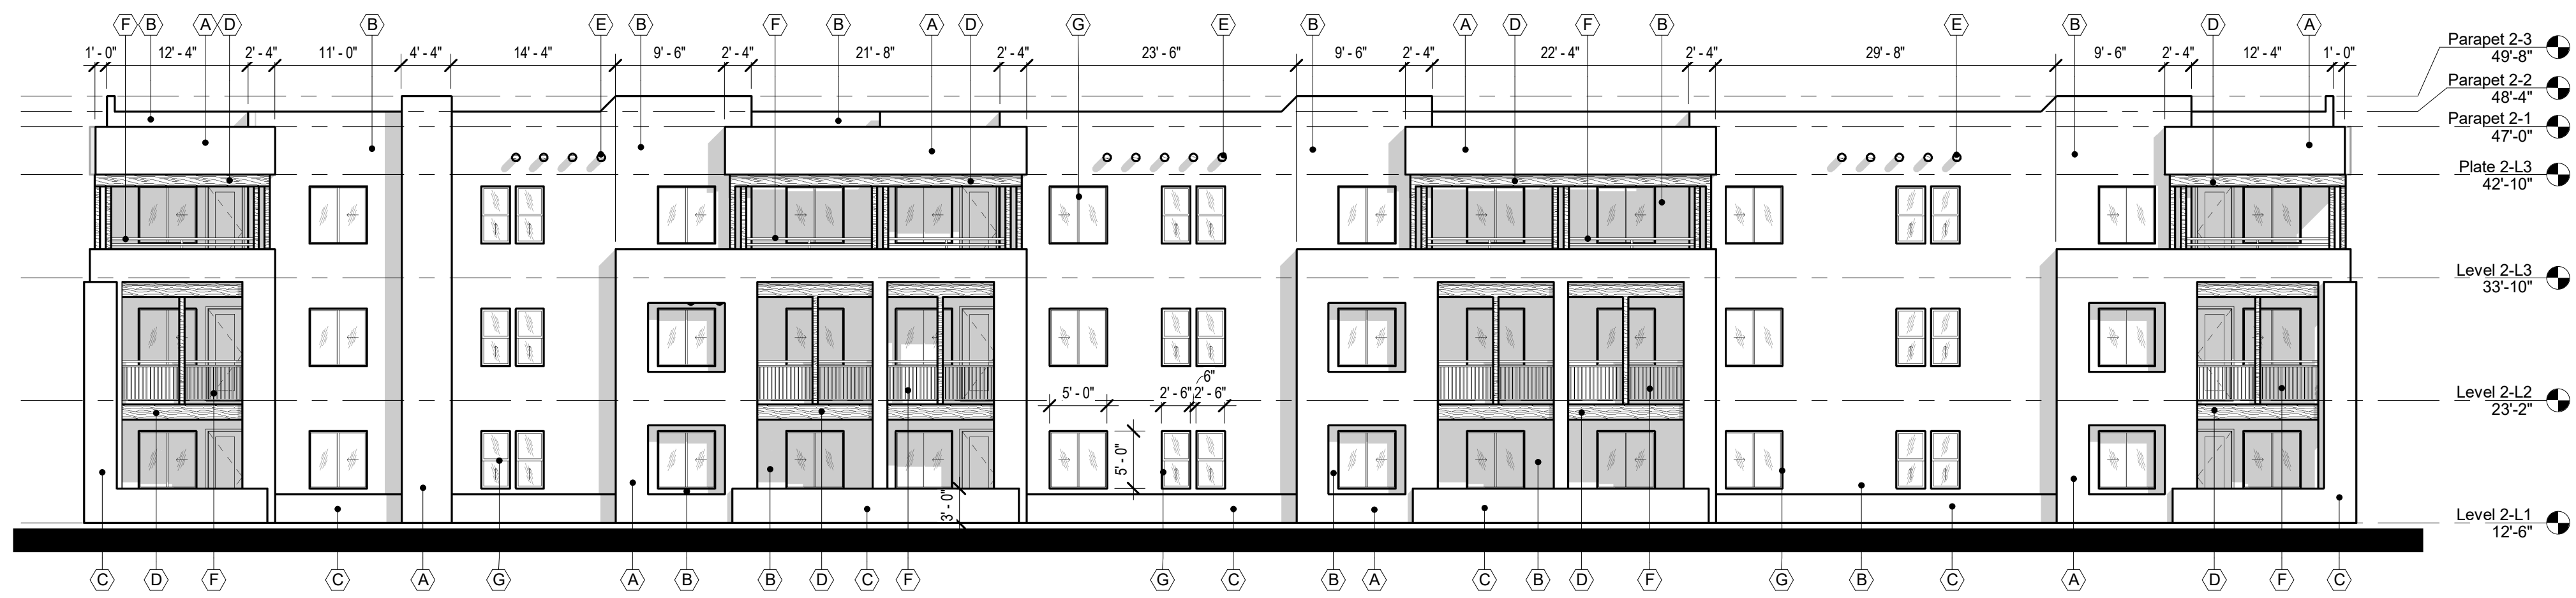 F B A D B E B F B A D G E B A D F B E B D A
1' - 0" 12' - 4" 2' - 4" 11' - 0" 4' - 4" 14' - 4" 9' - 6" 2' - 4" 21' - 8" 2' - 4" 23' - 6" 9' - 6" 2' - 4" 22' - 4" 2' - 4" 29' - 8" 9' - 6" 2' - 4" 12' - 4" 1' - 0"
Parapet 2-3
49'-8"
Parapet 2-2
48'-4"
Parapet 2-1
47'-0"
Plate 2-L3
42'-10"
Level 2-L3
33'-10"
6"
5' - 0" 2' - 6" 2' - 6"
Level 2-L2
23'-2"
5' - 0"
3' - 0"
Level 2-L1
12'-6"
C D F C A G A B B D C F G C B A C B D F G B C A D F C